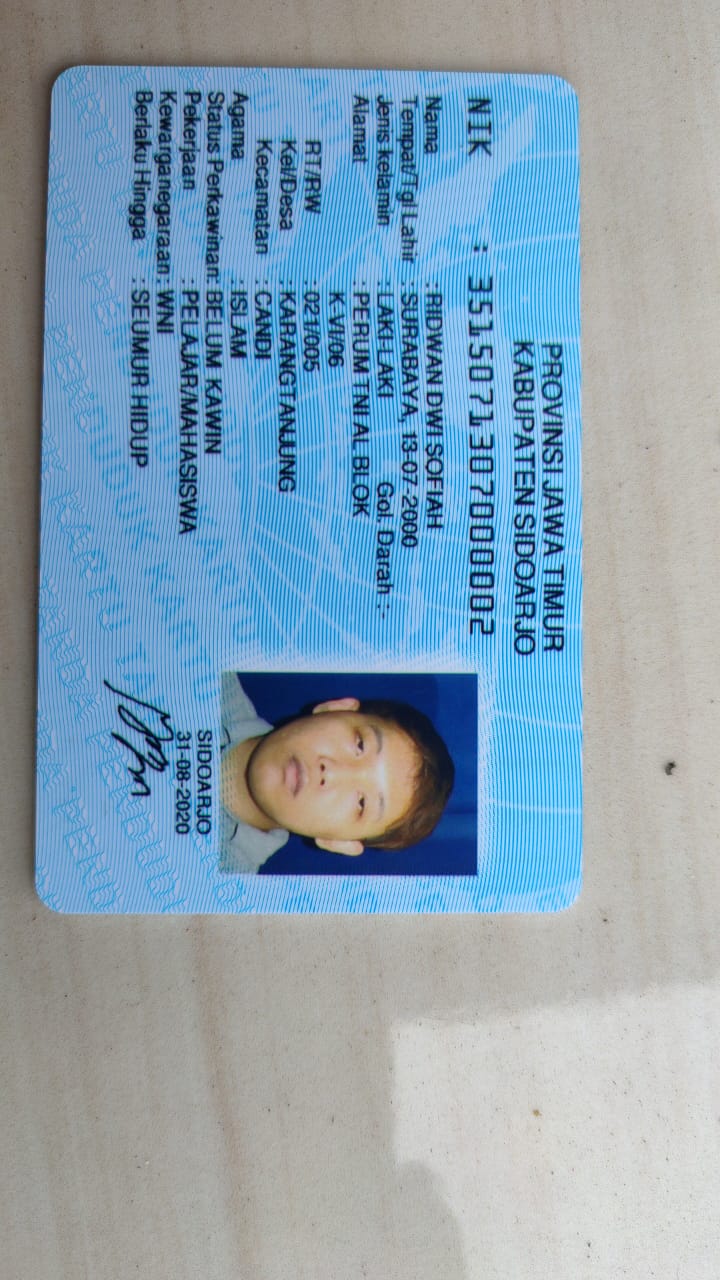 PROVINSI JAWA TIMUR
KABUPATEN SIDOARJO
NIK : 3515071307000002
Nama : RIDWAN DWI SOFIAH
Tempat/Tgl Lahir : SURABAYA, 13-07-2000
Jenis kelamin : LAKI LAKI Gol. Darah : -
Alamat : PERUM TNI AL BLOK
K VI/06
RT/RW : 021/005
Kel/Desa : KARANGTANJUNG
Kecamatan : CANDI
Agama : ISLAM
Status Perkawinan: BELUM KAWIN
Pekerjaan : PELAJAR/MAHASISWA
Kewarganegaraan : WNI
Berlaku Hingga : SEUMUR HIDUP
SIDOARJO
31-08-2020